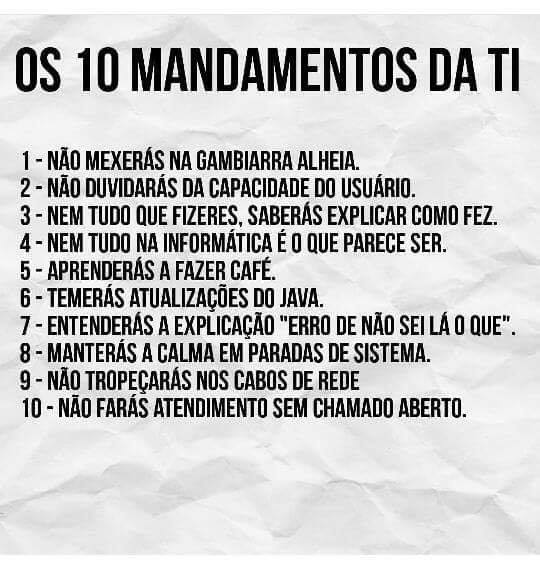 OS 10 MANDAMENTOS DA TI
1 - NÃO MEXERÁS NA GAMBIARRA ALHEIA.
2 - NÃO DUVIDARÁS DA CAPACIDADE DO USUÁRIO.
3 - NEM TUDO QUE FIZERES, SABERÁS EXPLICAR COMO FEZ.
4 - NEM TUDO NA INFORMÁTICA É O QUE PARECE SER.
5 - APRENDERÁS A FAZER CAFÉ.
6 - TEMERÁS ATUALIZAÇÕES DO JAVA.
7 - ENTENDERÁS A EXPLICAÇÃO "ERRO DE NÃO SEI LÁ O QUE".
8 - MANTERÁS A CALMA EM PARADAS DE SISTEMA.
9 - NÃO TROPEÇARÁS NOS CABOS DE REDE
10 - NÃO FARÁS ATENDIMENTO SEM CHAMADO ABERTO.